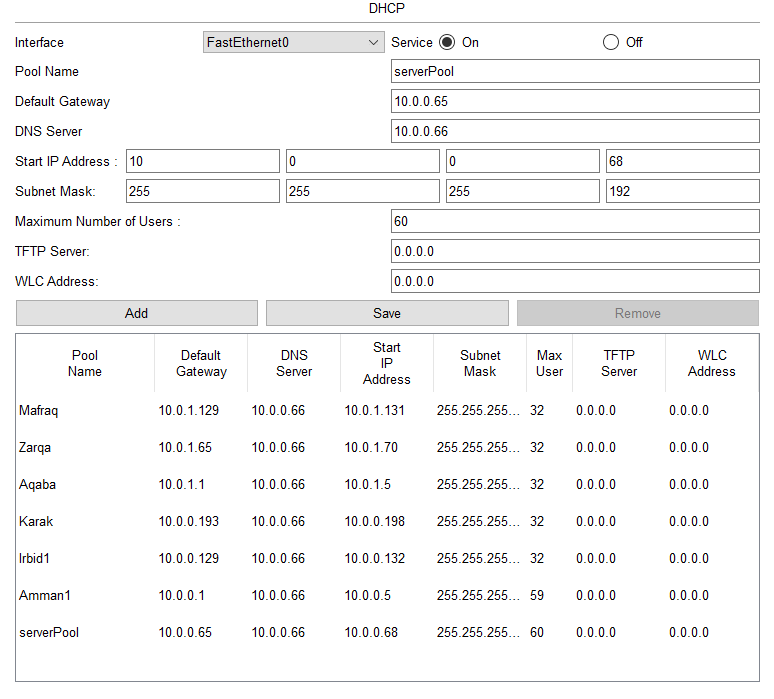 DHCP
Interface FastEthernet0 Service On Off
Pool Name serverPool
Default Gateway 10.0.0.65
DNS Server 10.0.0.66
Start IP Address : 10 0 0 68
Subnet Mask: 255 255 255 192
Maximum Number of Users : 60
TFTP Server: 0.0.0.0
WLC Address: 0.0.0.0
Add Save Remove
Pool Name Default Gateway DNS Server Start IP Address Subnet Mask Max User TFTP Server WLC Address
Mafraq 10.0.1.129 10.0.0.66 10.0.1.131 255.255.255... 32 0.0.0.0 0.0.0.0
Zarqa 10.0.1.65 10.0.0.66 10.0.1.70 255.255.255... 32 0.0.0.0 0.0.0.0
Aqaba 10.0.1.1 10.0.0.66 10.0.1.5 255.255.255... 32 0.0.0.0 0.0.0.0
Karak 10.0.0.193 10.0.0.66 10.0.0.198 255.255.255... 32 0.0.0.0 0.0.0.0
Irbid1 10.0.0.129 10.0.0.66 10.0.0.132 255.255.255... 32 0.0.0.0 0.0.0.0
Amman1 10.0.0.1 10.0.0.66 10.0.0.5 255.255.255... 59 0.0.0.0 0.0.0.0
serverPool 10.0.0.65 10.0.0.66 10.0.0.68 255.255.255... 60 0.0.0.0 0.0.0.0